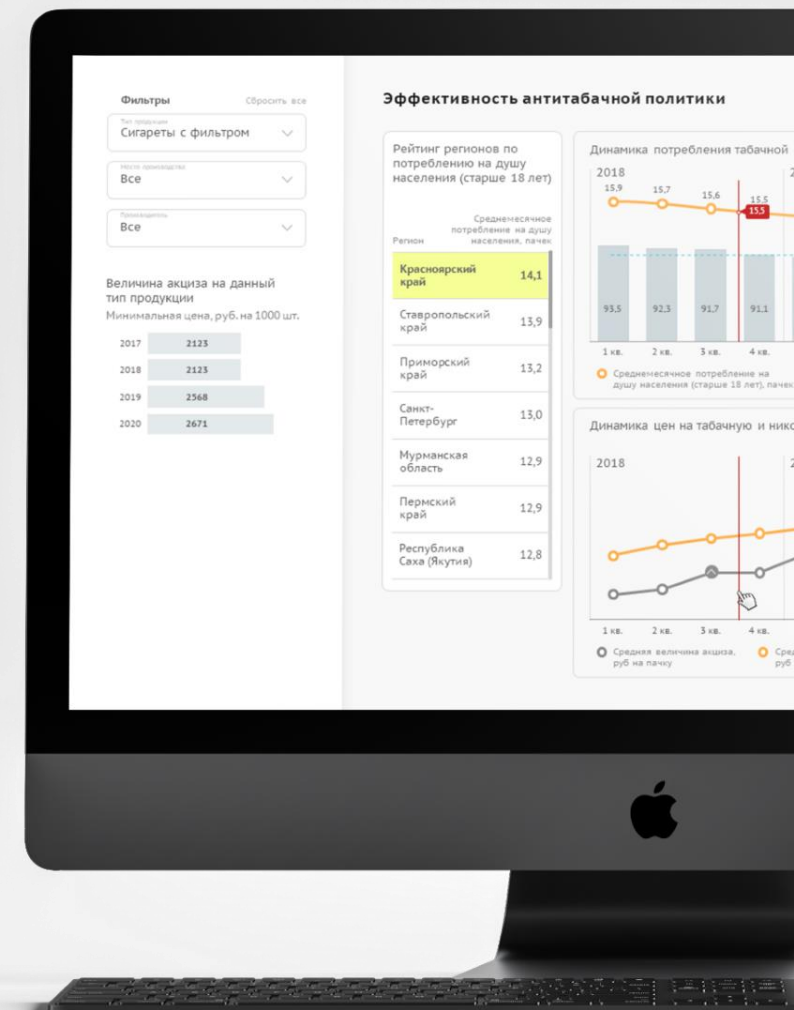 Фильтры
Сбросить все
Тип продукции
Сигареты с фильтром
Место производства
Все
Производитель
Все
Величина акциза на данный
тип продукции
Минимальная цена, руб. на 1000 шт.
2017 2123
2018 2123
2019 2568
2020 2671
Эффективность антитабачной политики
Рейтинг регионов по
потреблению на душу
населения (старше 18 лет)
Регион
Среднемесячное
потребление на душу
населения, пачек
Красноярский
край
14,1
Ставропольский
край
13,9
Приморский
край
13,2
Санкт-
Петербург
13,0
Мурманская
область
12,9
Пермский
край
12,9
Республика
Саха (Якутия)
12,8
Динамика потребления табачной
2018
15,9 15,7 15,6 15,5
15,5
93,5 92,3 91,7 91,1
1 кв. 2 кв. 3 кв. 4 кв.
Среднемесячное потребление на
душу населения (старше 18 лет), пачек
Динамика цен на табачную и нико
2018
1 кв. 2 кв. 3 кв. 4 кв.
Средняя величина акциза,
руб на пачку
Сред
руб